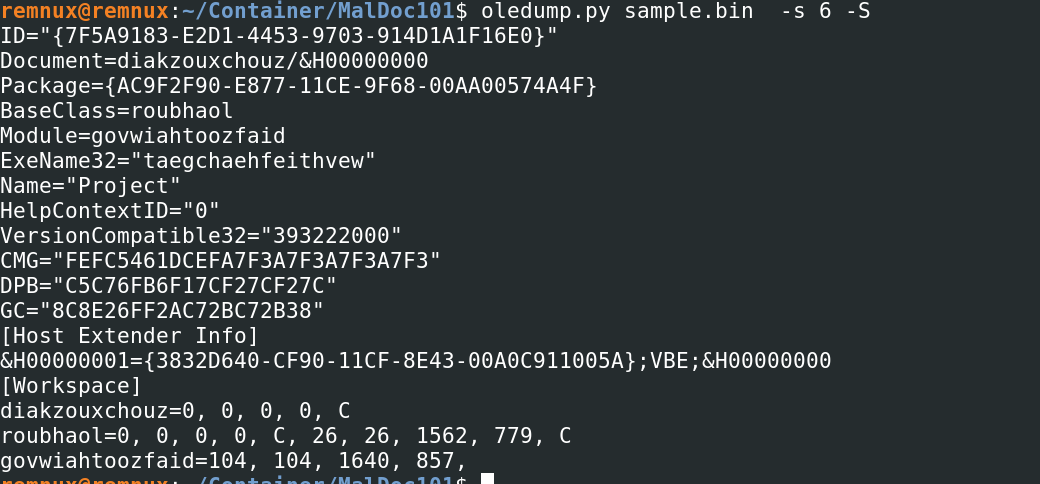 remnux@remnux:~/Container/MalDoc101$ oledump.py sample.bin  -s 6 -S
ID="{7F5A9183-E2D1-4453-9703-914D1A1F16E0}"
Document=diakzouxchouz/&H00000000
Package={AC9F2F90-E877-11CE-9F68-00AA00574A4F}
BaseClass=roubhaol
Module=govwiahtoozfaid
ExeName32="taegchaehfeithvew"
Name="Project"
HelpContextID="0"
VersionCompatible32="393222000"
CMG="FEFC5461DCEFA7F3A7F3A7F3A7F3"
DPB="C5C76FB6F17CF27CF27C"
GC="8C8E26FF2AC72BC72B38"
[Host Extender Info]
&H00000001={3832D640-CF90-11CF-8E43-00A0C911005A};VBE;&H00000000
[Workspace]
diakzouxchouz=0, 0, 0, 0, C
roubhaol=0, 0, 0, 0, C, 26, 26, 1562, 779, C
govwiahtoozfaid=104, 104, 1640, 857,
remnux@remnux:~/Container/MalDoc101$